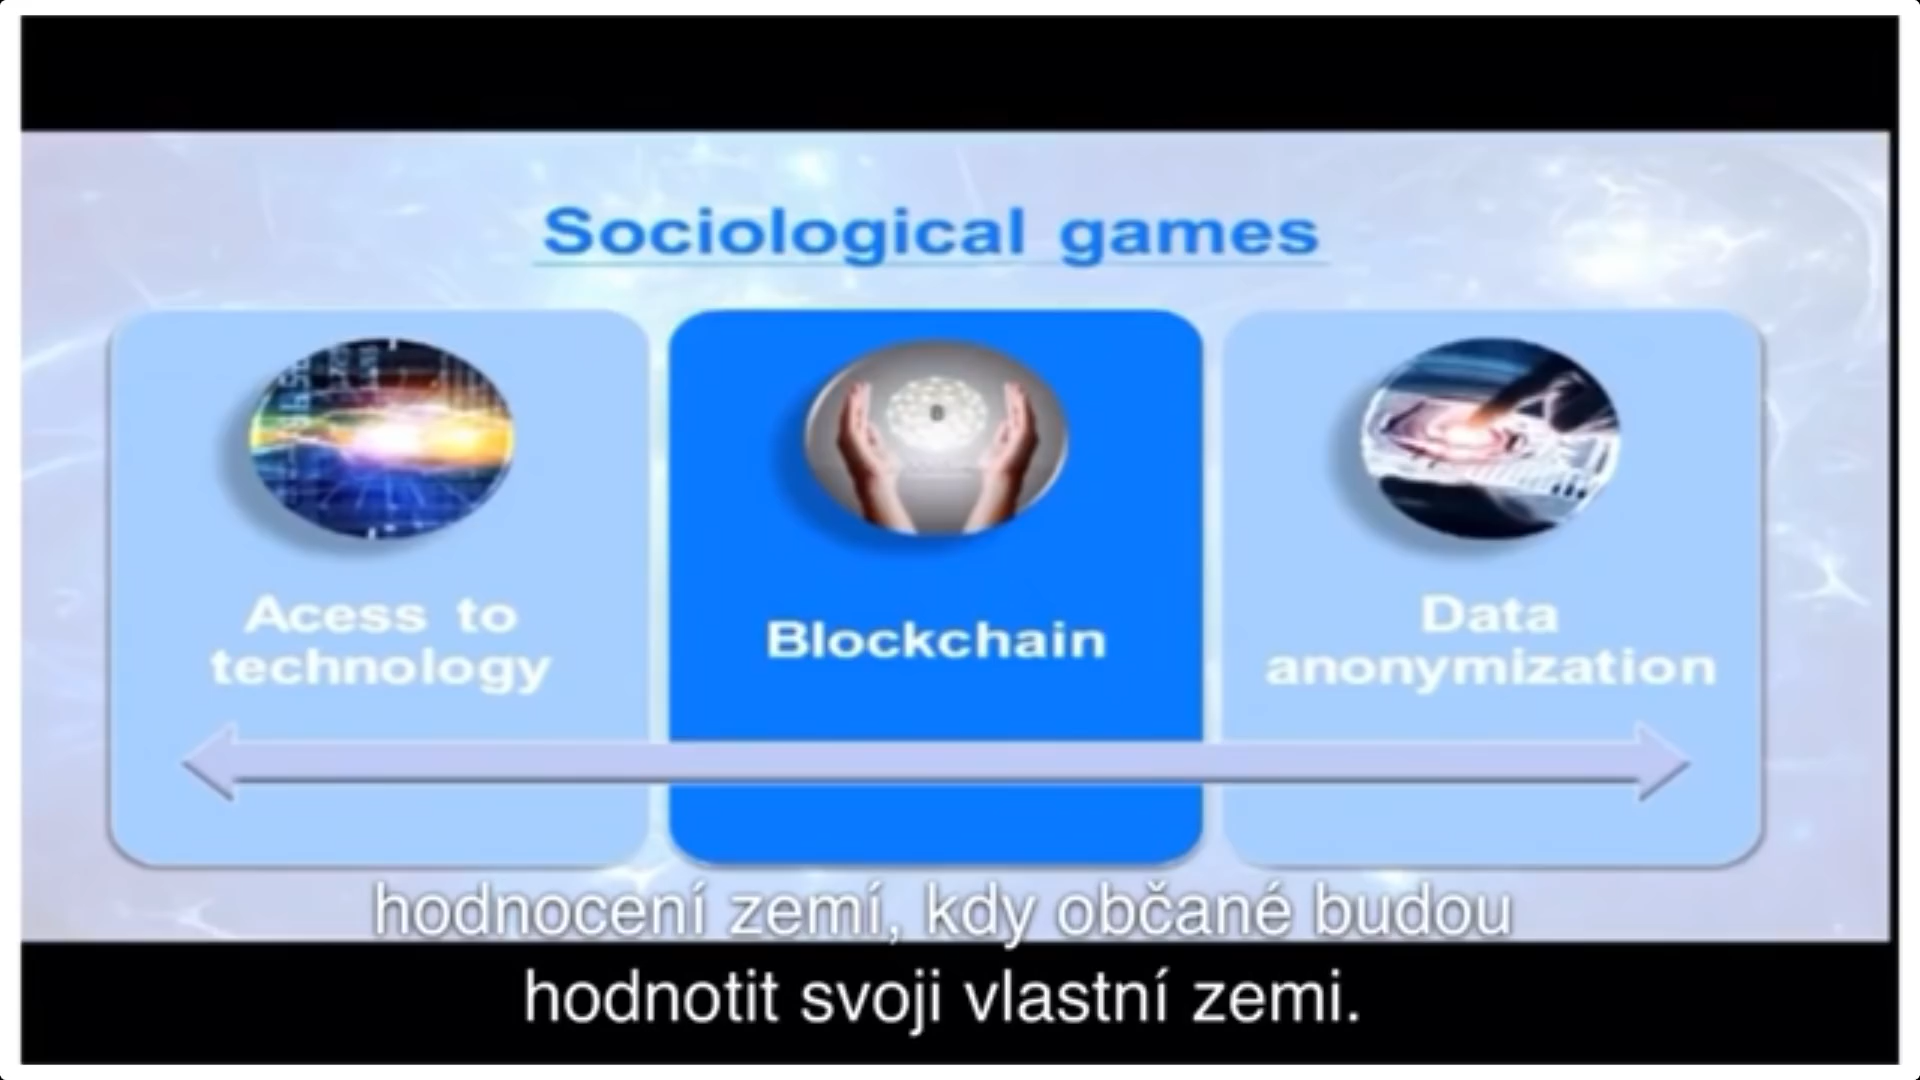 Sociological games
Acess to
technology
Blockchain
Data
anonymization
hodnocení zemí, kdy občané budou
hodnotit svoji vlastní zemi.